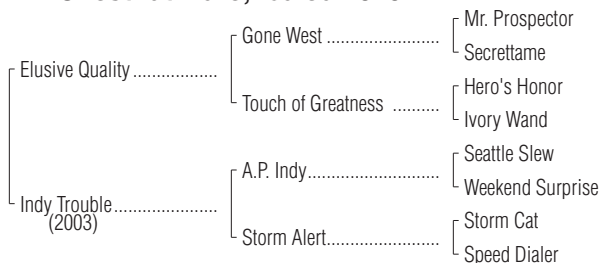 Mr. Prospector
Gone West
Secrettame
Elusive Quality
Hero's Honor
Touch of Greatness
Ivory Wand
Seattle Slew
A.P. Indy
Weekend Surprise
Indy Trouble
(2003)
Storm Cat
Storm Alert
Speed Dialer